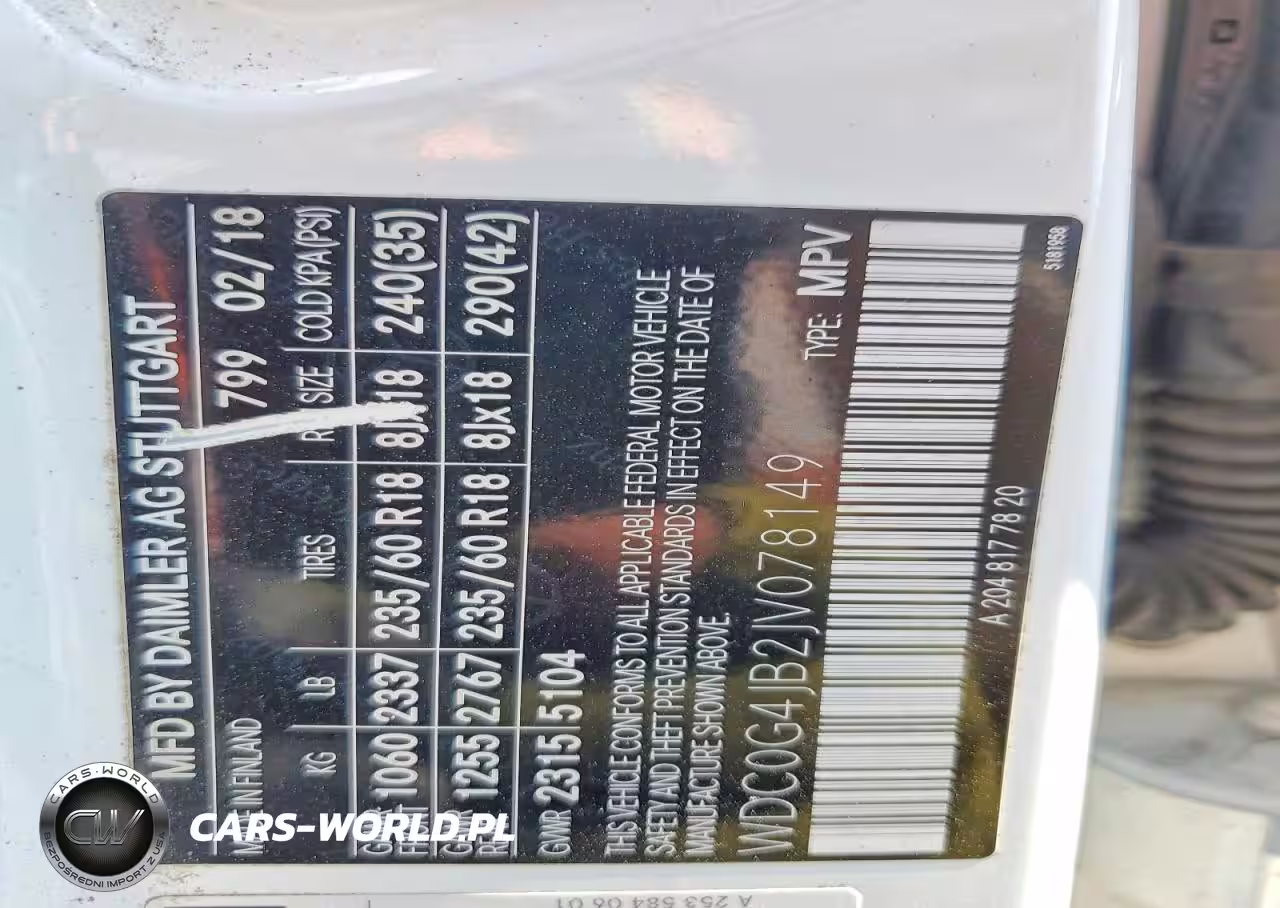 MFD BY DAIMLER AG STUTTGART
MADE IN FINLAND 799 02/18
KG LB TIRES SIZE COLD KPA(PSI)
1060 2337 235/60 R18 8Jx18 240(35)
1255 2767 235/60 R18 8Jx18 290(42)
GVWR 2315 5104
THIS VEHICLE CONFORMS TO ALL APPLICABLE FEDERAL MOTOR VEHICLE
SAFETY AND THEFT PREVENTION STANDARDS IN EFFECT ON THE DATE OF
MANUFACTURE SHOWN ABOVE.
WDC0G4JB2JV078149 TYPE: MPV
A 204 817 78 20
5181958
A 253 584 06 01
CARS-WORLD
CW
BEZPOŚREDNI IMPORT Z USA
CARS-WORLD.PL